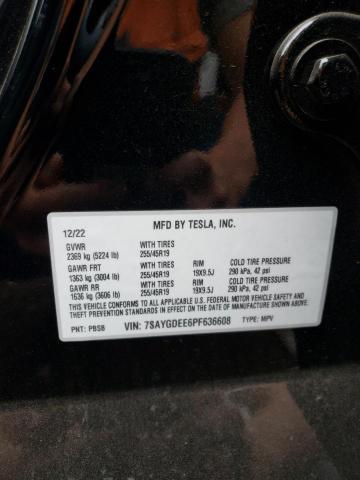 MFD BY TESLA, INC.
12/22
GVWR WITH TIRES
2369 kg (5224 lb) 255/45R19
GAWR FRT WITH TIRES RIM COLD TIRE PRESSURE
1363 kg (3004 lb) 255/45R19 19X9.5J 290 kPa, 42 psi
GAWR RR WITH TIRES RIM COLD TIRE PRESSURE
1636 kg (3606 lb) 255/45R19 19X9.5J 290 kPa, 42 psi
THIS VEHICLE CONFORMS TO ALL APPLICABLE U.S. FEDERAL MOTOR VEHICLE SAFETY
AND THEFT PREVENTION STANDARDS IN EFFECT ON THE DATE OF
MANUFACTURE SHOWN ABOVE.
PNT: PBSB VIN: 7SAYGDEE6PF636608 TYPE: MPV